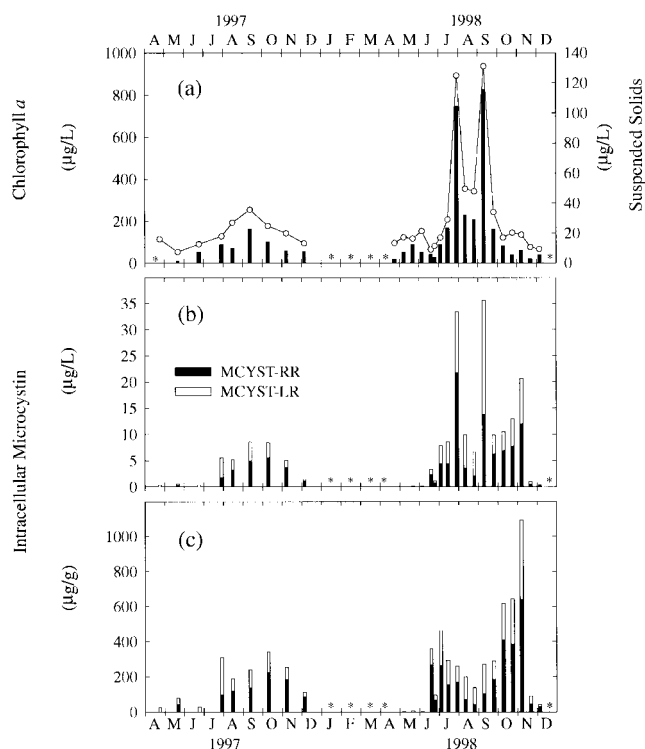 1997 1998
A M J J A S O N D J F M A M J J A S O N D
1000 140
(a)
800 120
100
600 80
400 60
40
200 20
0 0
Chlorophyll a
(µg/L)
(µg/L)
Suspended Solids
* * * * * *
35
(b)
30
25
20
15
10
5
0
MCYST-RR
MCYST-LR
(µg/L)
* * * * *
Intracellular Microcystin
(c)
1000
800
600
400
200
0
(µg/g)
* * * * *
A M J J A S O N D J F M A M J J A S O N D
1997 1998